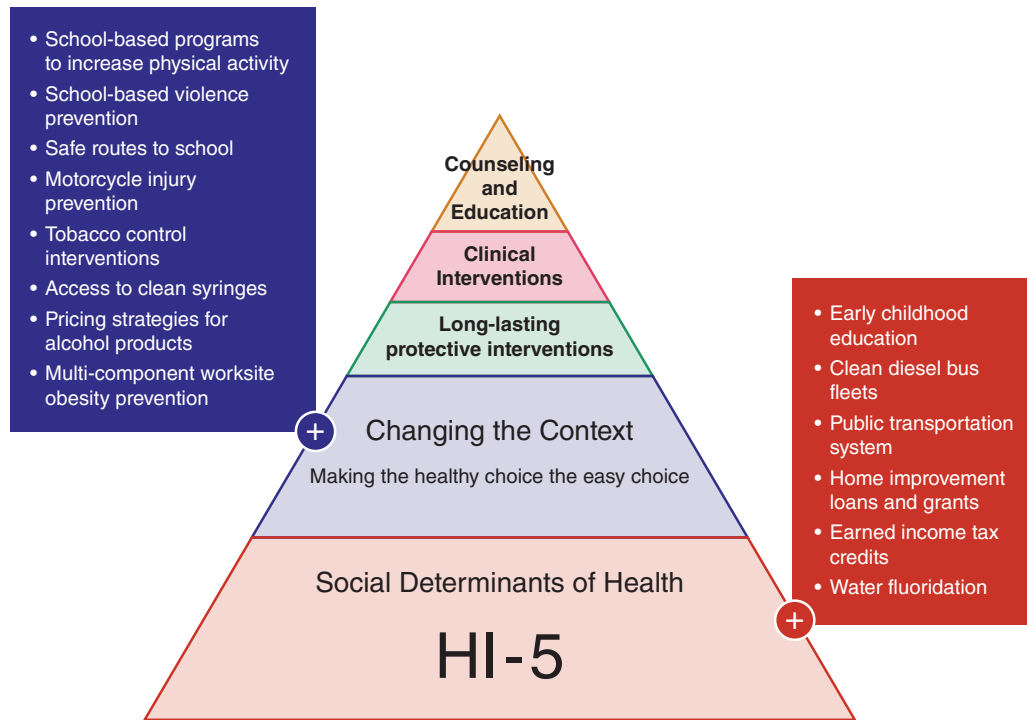 • School-based programs
to increase physical activity
• School-based violence
prevention
• Safe routes to school
• Motorcycle injury
prevention
• Tobacco control
interventions
• Access to clean syringes
• Pricing strategies for
alcohol products
• Multi-component worksite
obesity prevention
+
Counseling
and
Education
Clinical
Interventions
Long-lasting
protective interventions
Changing the Context
Making the healthy choice the easy choice
Social Determinants of Health
HI-5
• Early childhood
education
• Clean diesel bus
fleets
• Public transportation
system
• Home improvement
loans and grants
• Earned income tax
credits
• Water fluoridation
+